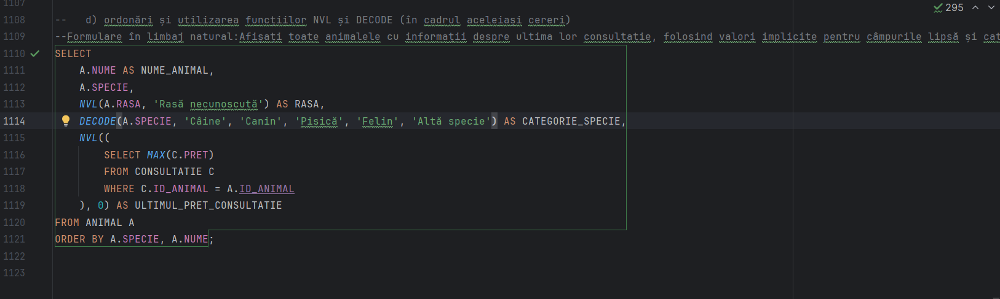 1107
295
1108 -- d) ordonări și utilizarea functiilor NVL și DECODE (în cadrul aceleiasi cereri)
1109 --Formulare în limbaj natural:Afisati toate animalele cu informatii despre ultima lor consultatie, folosind valori implicite pentru câmpurile lipsă și cat
1110 SELECT
1111 A.NUME AS NUME_ANIMAL,
1112 A.SPECIE,
1113 NVL(A.RASA, 'Rasă necunoscută') AS RASA,
1114 DECODE(A.SPECIE, 'Câine', 'Canin', 'Pisică', 'Felin', 'Altă specie') AS CATEGORIE_SPECIE,
1115 NVL((
1116 SELECT MAX(C.PRET)
1117 FROM CONSULTATIE C
1118 WHERE C.ID_ANIMAL = A.ID_ANIMAL
1119 ), 0) AS ULTIMUL_PRET_CONSULTATIE
1120 FROM ANIMAL A
1121 ORDER BY A.SPECIE, A.NUME;
1122
1123